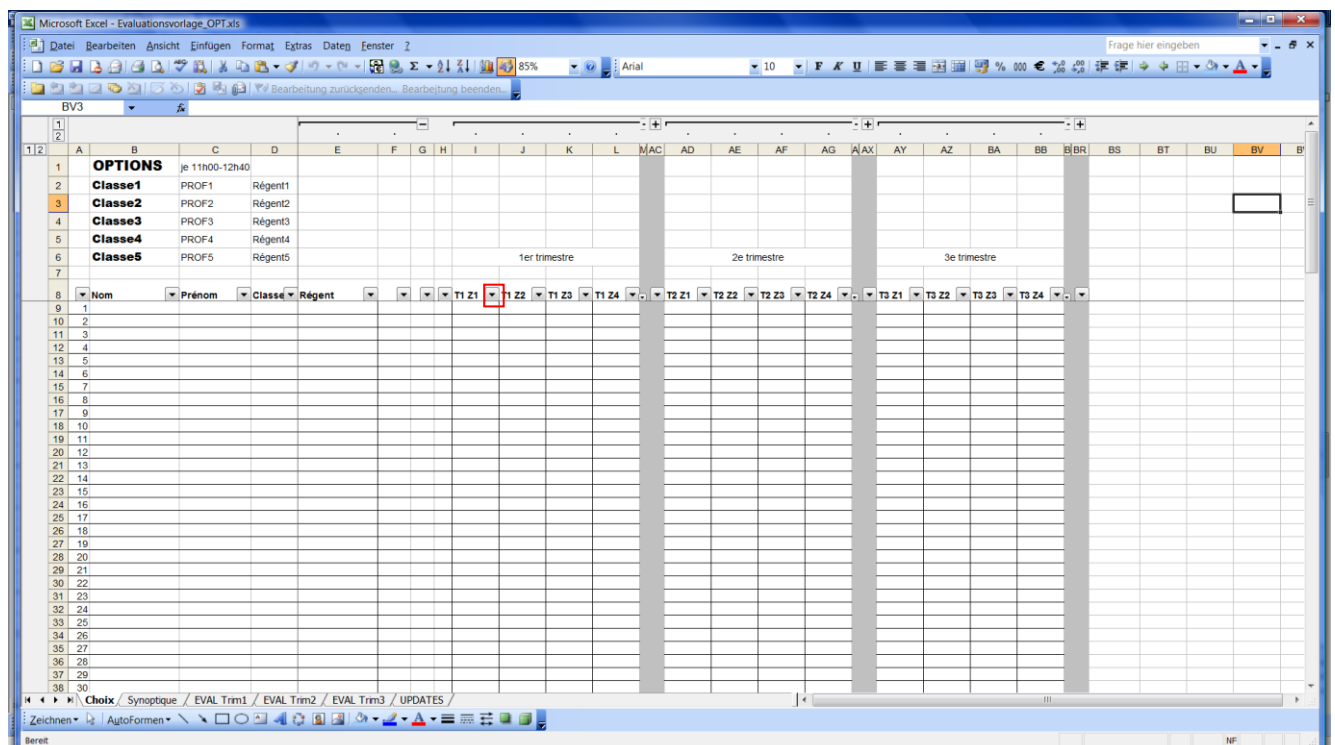 Microsoft Excel - Evaluationsvorlage_OPT.xls
Datei Bearbeiten Ansicht Einfügen Format Extras Daten Fenster ? Frage hier eingeben
85% Arial 10 F K U % 000 €
Bearbeitung zurücksenden... Bearbeitung beenden...
BV3 fx
1
2
1 2 A B C D E F G H I J K L M AC AD AE AF AG A AX AY AZ BA BB B BR BS BT BU BV
1 OPTIONS je 11h00-12h40
2 Classe1 PROF1 Régent1
3 Classe2 PROF2 Régent2
4 Classe3 PROF3 Régent3
5 Classe4 PROF4 Régent4
6 Classe5 PROF5 Régent5 1er trimestre 2e trimestre 3e trimestre
7
8 Nom Prénom Classe Régent T1 Z1 T1 Z2 T1 Z3 T1 Z4 T2 Z1 T2 Z2 T2 Z3 T2 Z4 T3 Z1 T3 Z2 T3 Z3 T3 Z4
9 1
10 2
11 3
12 4
13 5
14 6
15 7
16 8
17 9
18 10
19 11
20 12
21 13
22 14
23 15
24 16
25 17
26 18
27 19
28 20
29 21
30 22
31 23
32 24
33 25
34 26
35 27
36 28
37 29
38 30
Choix Synoptique EVAL Trim1 EVAL Trim2 EVAL Trim3 UPDATES
Zeichnen AutoFormen
Bereit NF